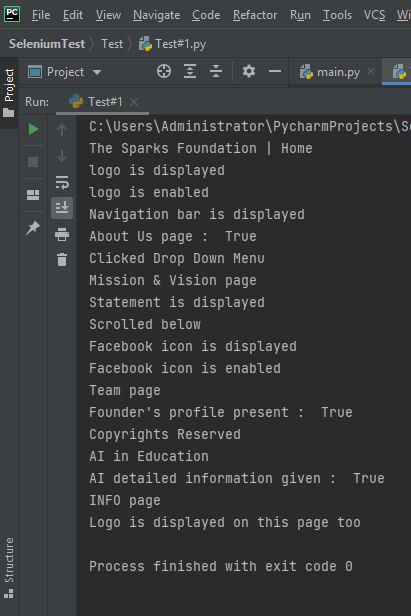 PC File Edit View Navigate Code Refactor Run Tools VCS
SeleniumTest Test Test#1.py
Project main.py
Run: Test#1
Project
C:\Users\Administrator\PycharmProjects\S
The Sparks Foundation | Home
logo is displayed
logo is enabled
Navigation bar is displayed
About Us page :  True
Clicked Drop Down Menu
Mission & Vision page
Statement is displayed
Scrolled below
Facebook icon is displayed
Facebook icon is enabled
Team page
Founder's profile present :  True
Copyrights Reserved
AI in Education
AI detailed information given :  True
INFO page
Logo is displayed on this page too
Process finished with exit code 0
Structure